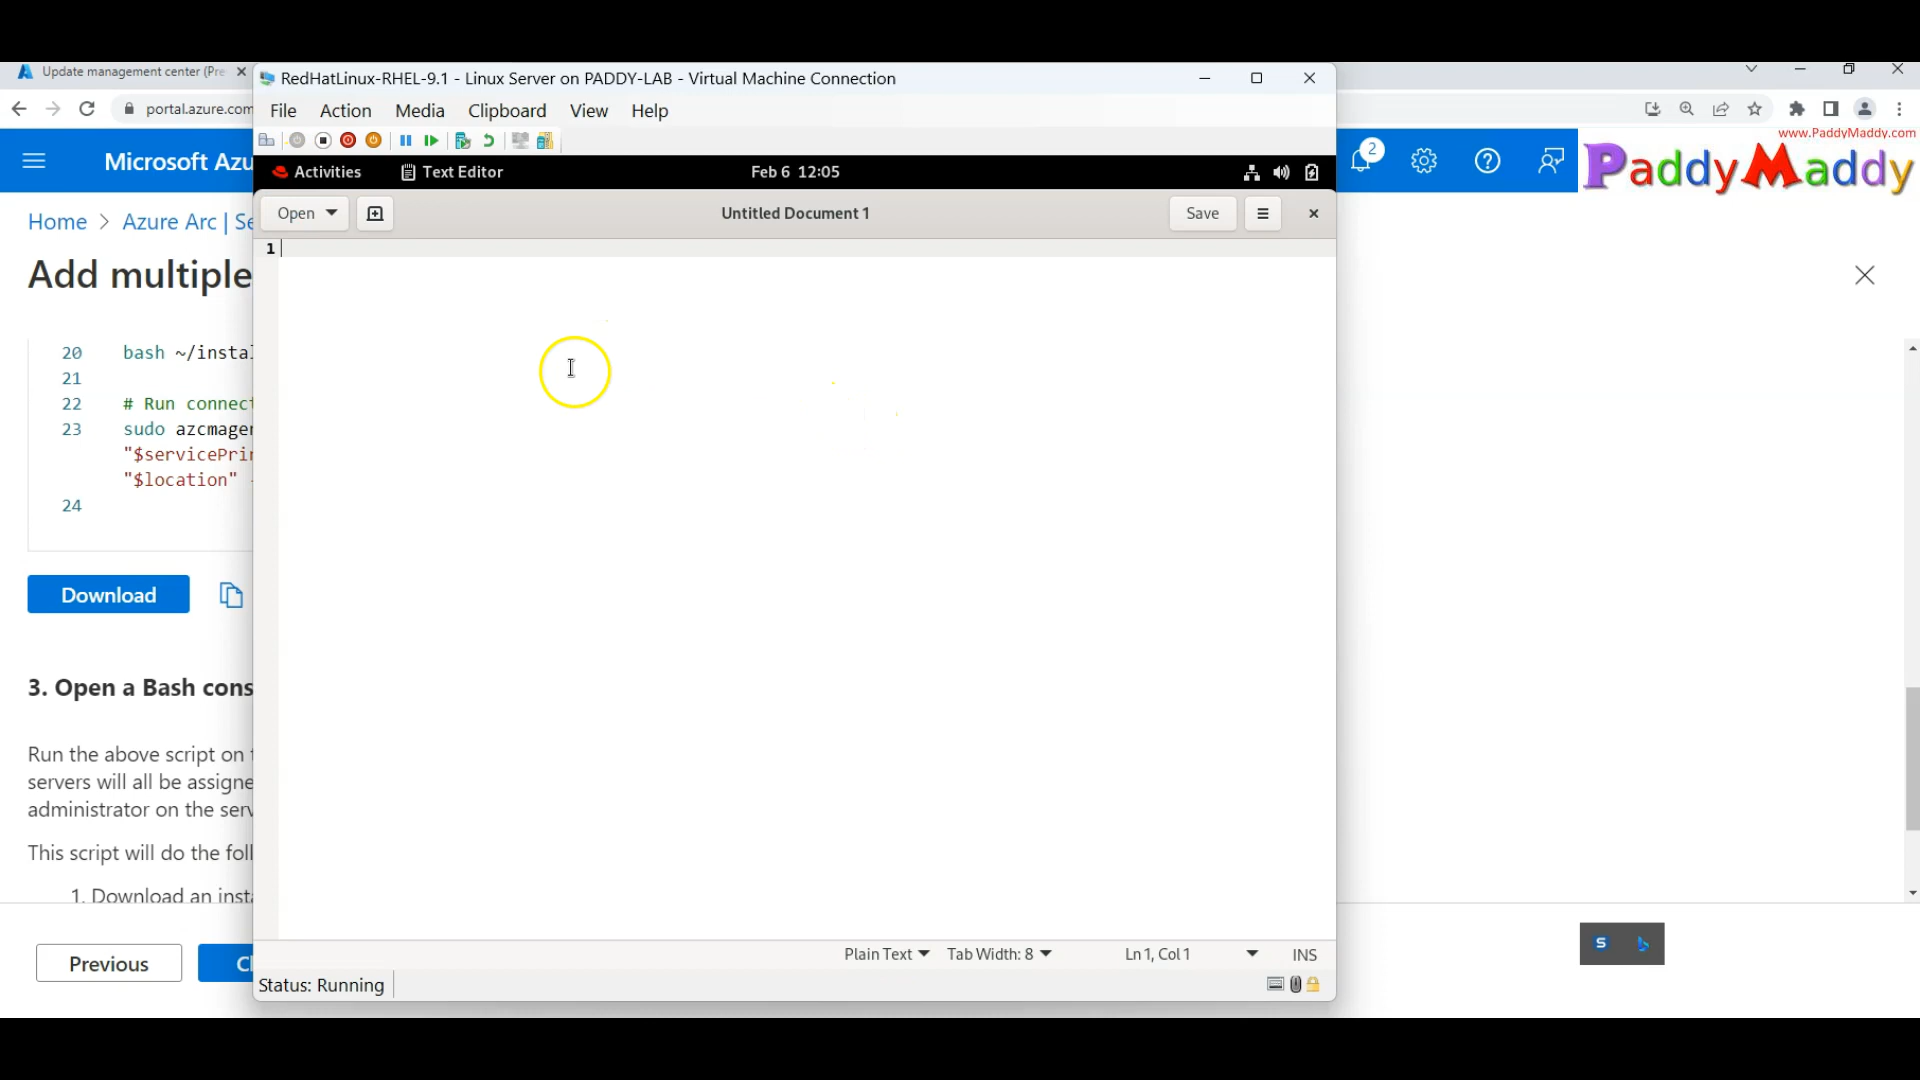 Update management center (Pre
RedHatLinux-RHEL-9.1 - Linux Server on PADDY-LAB - Virtual Machine Connection
portal.azure.com
File Action Media Clipboard View Help
www.PaddyMaddy.com
PaddyMaddy
Microsoft Azu
2
Activities Text Editor Feb 6 12:05
Open Untitled Document 1 Save
Home > Azure Arc | Se
1
Add multiple
20 bash ~/instal
21
22 # Run connect
23 sudo azcmagen
"$servicePrin
"$location" -
24
Download
3. Open a Bash cons
Run the above script on t
servers will all be assigne
administrator on the serv
This script will do the foll
1. Download an insta
Previous Cl
Plain Text Tab Width: 8 Ln 1, Col 1 INS
Status: Running
S